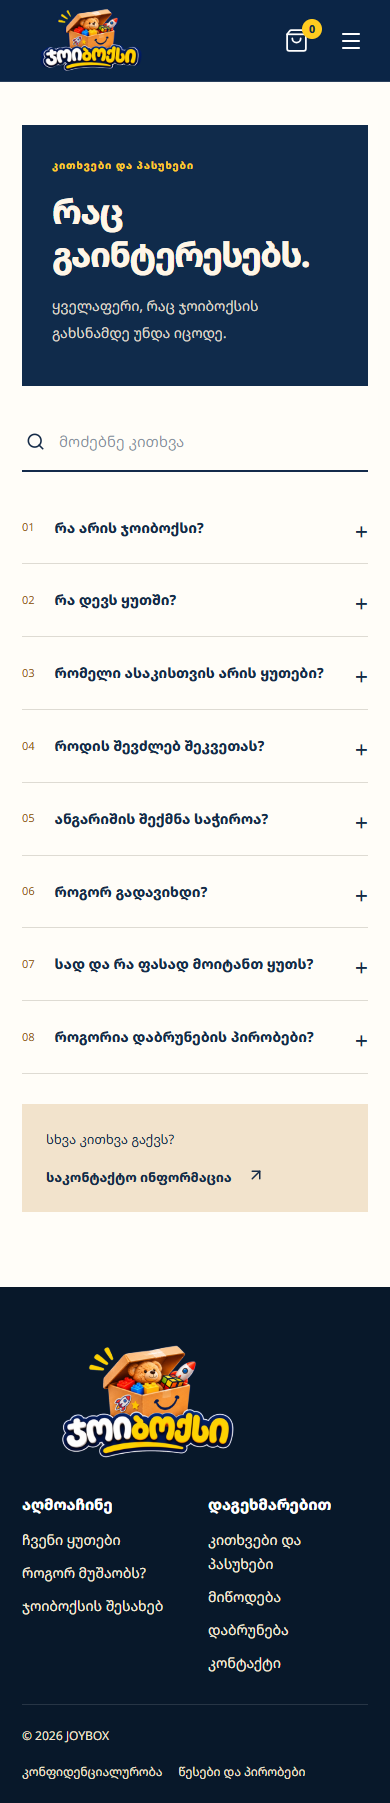 ჯოიბოქსი
0
კითხვები და პასუხები
რაც
გაინტერესებს.
ყველაფერი, რაც ჯოიბოქსის
გახსნამდე უნდა იცოდე.
მოძებნე კითხვა
01 რა არის ჯოიბოქსი? +
02 რა დევს ყუთში? +
03 რომელი ასაკისთვის არის ყუთები? +
04 როდის შევძლებ შეკვეთას? +
05 ანგარიშის შექმნა საჭიროა? +
06 როგორ გადავიხდი? +
07 სად და რა ფასად მოიტანთ ყუთს? +
08 როგორია დაბრუნების პირობები? +
სხვა კითხვა გაქვს?
საკონტაქტო ინფორმაცია
ჯოიბოქსი
აღმოაჩინე
ჩვენი ყუთები
როგორ მუშაობს?
ჯოიბოქსის შესახებ
დაგეხმარებით
კითხვები და
პასუხები
მიწოდება
დაბრუნება
კონტაქტი
© 2026 JOYBOX
კონფიდენციალურობა წესები და პირობები